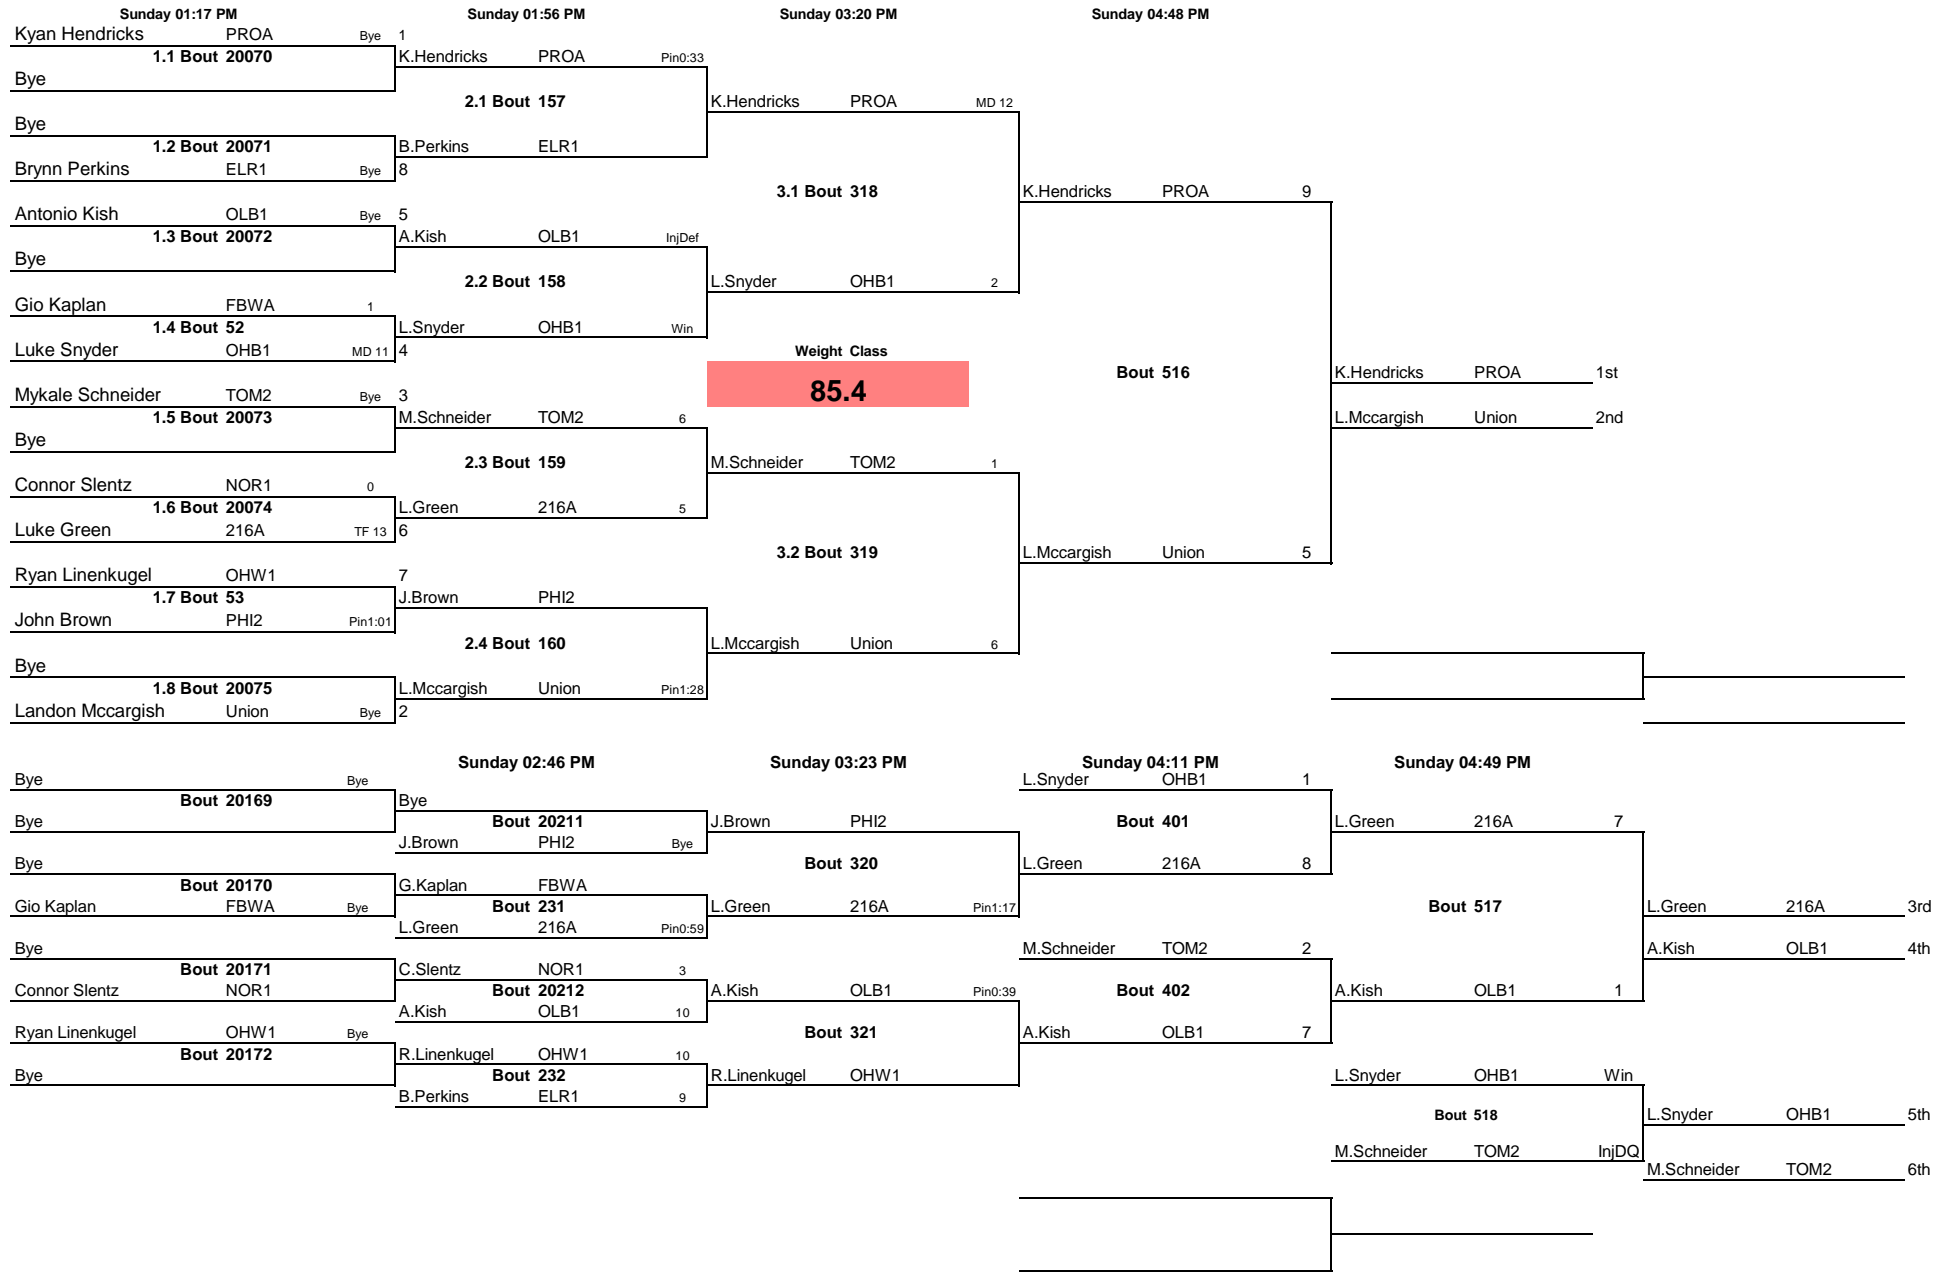 Sunday 01:17 PM Sunday 01:56 PM Sunday 03:20 PM Sunday 04:48 PM
Kyan Hendricks PROA Bye 1
1.1 Bout 20070 K.Hendricks PROA Pin0:33
Bye
2.1 Bout 157 K.Hendricks PROA MD 12
Bye
1.2 Bout 20071 B.Perkins ELR1
Brynn Perkins ELR1 Bye 8
3.1 Bout 318 K.Hendricks PROA 9
Antonio Kish OLB1 Bye 5
1.3 Bout 20072 A.Kish OLB1 InjDef
Bye
2.2 Bout 158 L.Snyder OHB1 2
Gio Kaplan FBWA 1
1.4 Bout 52 L.Snyder OHB1 Win
Luke Snyder OHB1 MD 11 4 Weight Class
Bout 516 K.Hendricks PROA 1st
Mykale Schneider TOM2 Bye 3 85.4
1.5 Bout 20073 M.Schneider TOM2 6 L.Mccargish Union 2nd
Bye
2.3 Bout 159 M.Schneider TOM2 1
Connor Slentz NOR1 0
1.6 Bout 20074 L.Green 216A 5
Luke Green 216A TF 13 6
3.2 Bout 319 L.Mccargish Union 5
Ryan Linenkugel OHW1 7
1.7 Bout 53 J.Brown PHI2
John Brown PHI2 Pin1:01
2.4 Bout 160 L.Mccargish Union 6
Bye
1.8 Bout 20075 L.Mccargish Union Pin1:28
Landon Mccargish Union Bye 2
Sunday 02:46 PM Sunday 03:23 PM Sunday 04:11 PM Sunday 04:49 PM
Bye Bye L.Snyder OHB1 1
Bout 20169 Bye
Bye Bout 20211 J.Brown PHI2 Bout 401 L.Green 216A 7
J.Brown PHI2 Bye
Bye Bout 320 L.Green 216A 8
Bout 20170 G.Kaplan FBWA
Gio Kaplan FBWA Bye Bout 231 L.Green 216A Pin1:17 Bout 517 L.Green 216A 3rd
L.Green 216A Pin0:59
Bye M.Schneider TOM2 2 A.Kish OLB1 4th
Bout 20171 C.Slentz NOR1 3
Connor Slentz NOR1 Bout 20212 A.Kish OLB1 Pin0:39 Bout 402 A.Kish OLB1 1
A.Kish OLB1 10
Ryan Linenkugel OHW1 Bye Bout 321 A.Kish OLB1 7
Bout 20172 R.Linenkugel OHW1 10
Bye Bout 232 R.Linenkugel OHW1 L.Snyder OHB1 Win
B.Perkins ELR1 9
Bout 518 L.Snyder OHB1 5th
M.Schneider TOM2 InjDQ
M.Schneider TOM2 6th